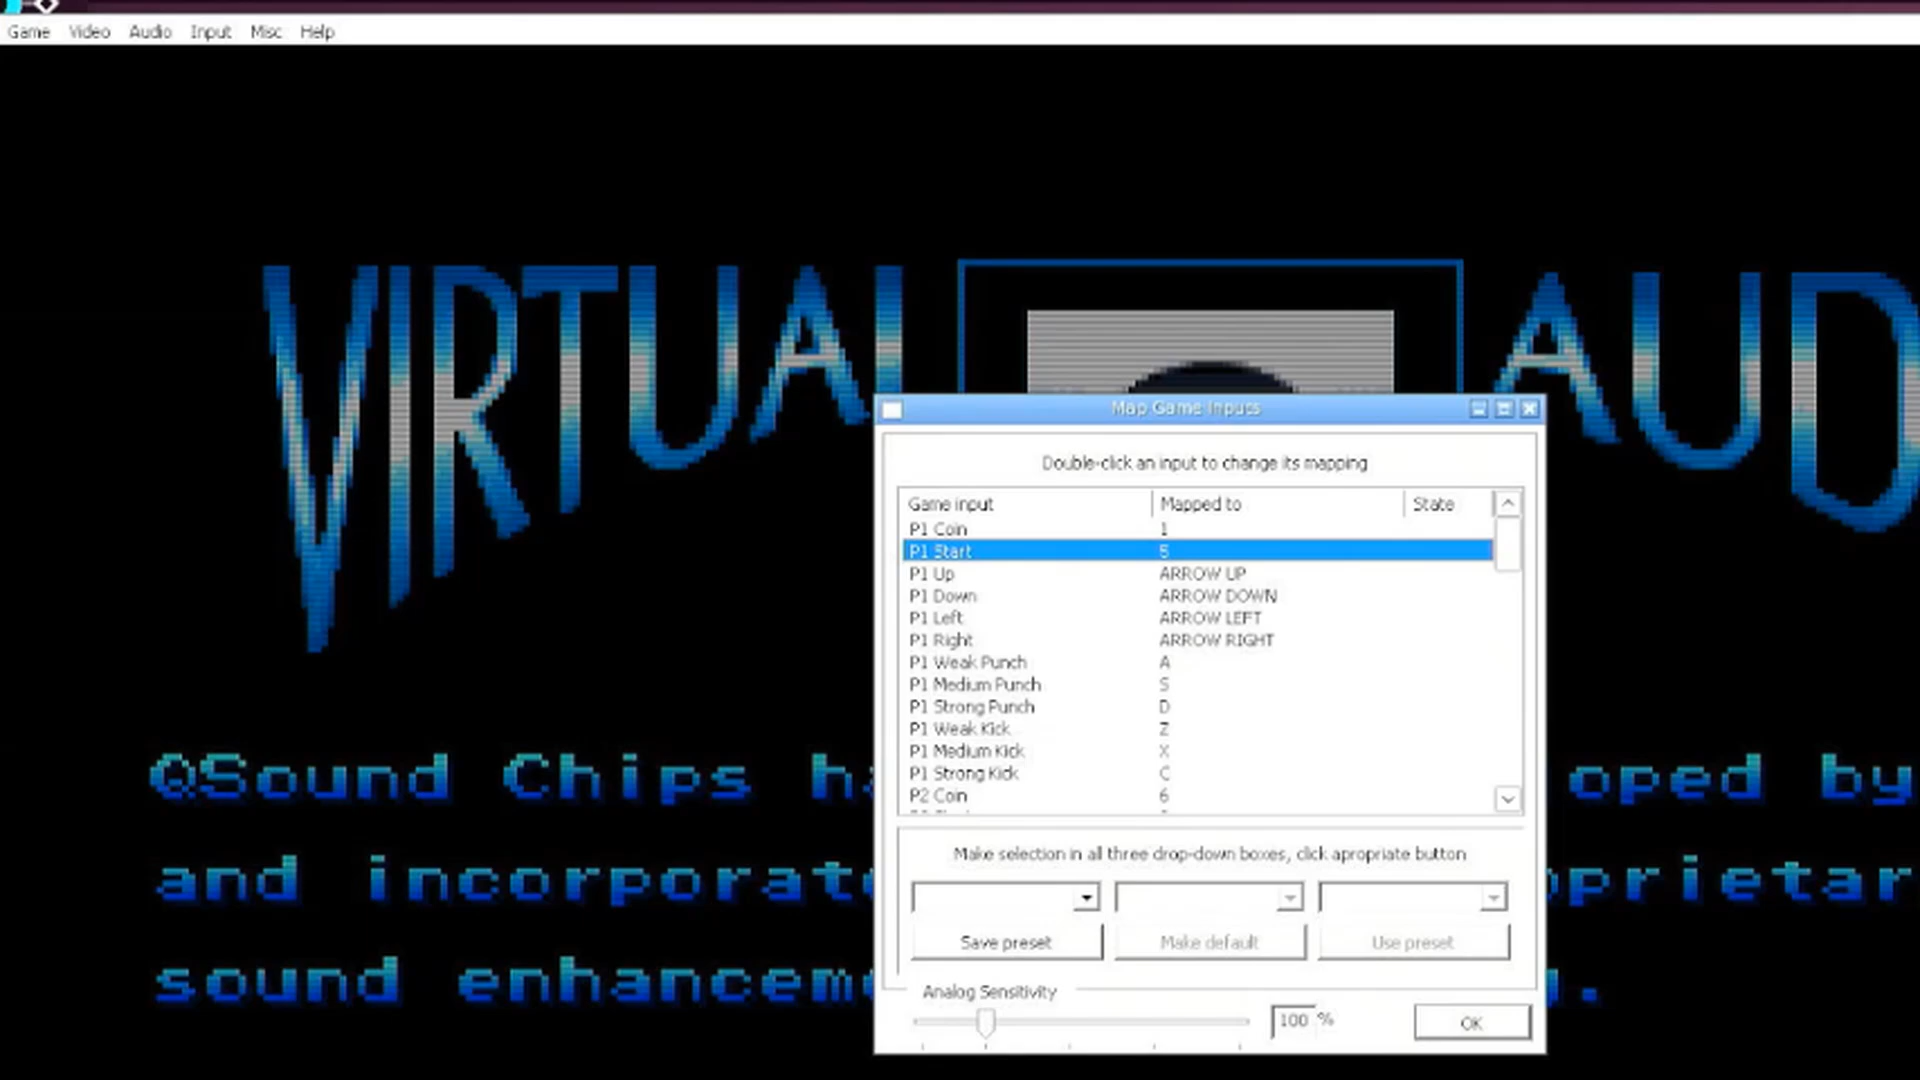 Game Video Audio Input Misc Help
VIRTUAL AUD
QSound Chips ha oped by
and incorporat oprietar
sound enhancem .
Map Game Inputs
Double-click an input to change its mapping
Game input Mapped to State
P1 Coin 1
P1 Start 5
P1 Up ARROW UP
P1 Down ARROW DOWN
P1 Left ARROW LEFT
P1 Right ARROW RIGHT
P1 Weak Punch A
P1 Medium Punch S
P1 Strong Punch D
P1 Weak Kick Z
P1 Medium Kick X
P1 Strong Kick C
P2 Coin 6
Make selection in all three drop-down boxes, click apropriate button
Save preset Make default Use preset
Analog Sensitivity
100 % OK